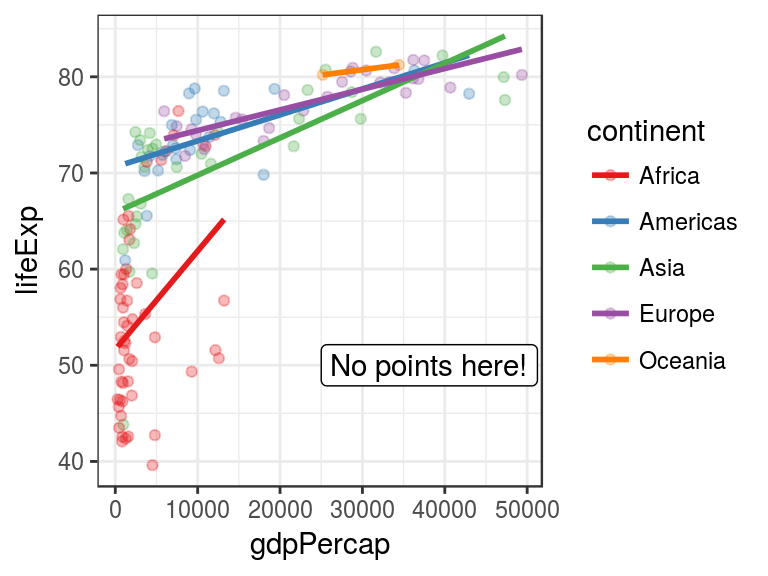 80
70
60
50
40
lifeExp
No points here!
0 10000 20000 30000 40000 50000
gdpPercap
continent
Africa
Americas
Asia
Europe
Oceania